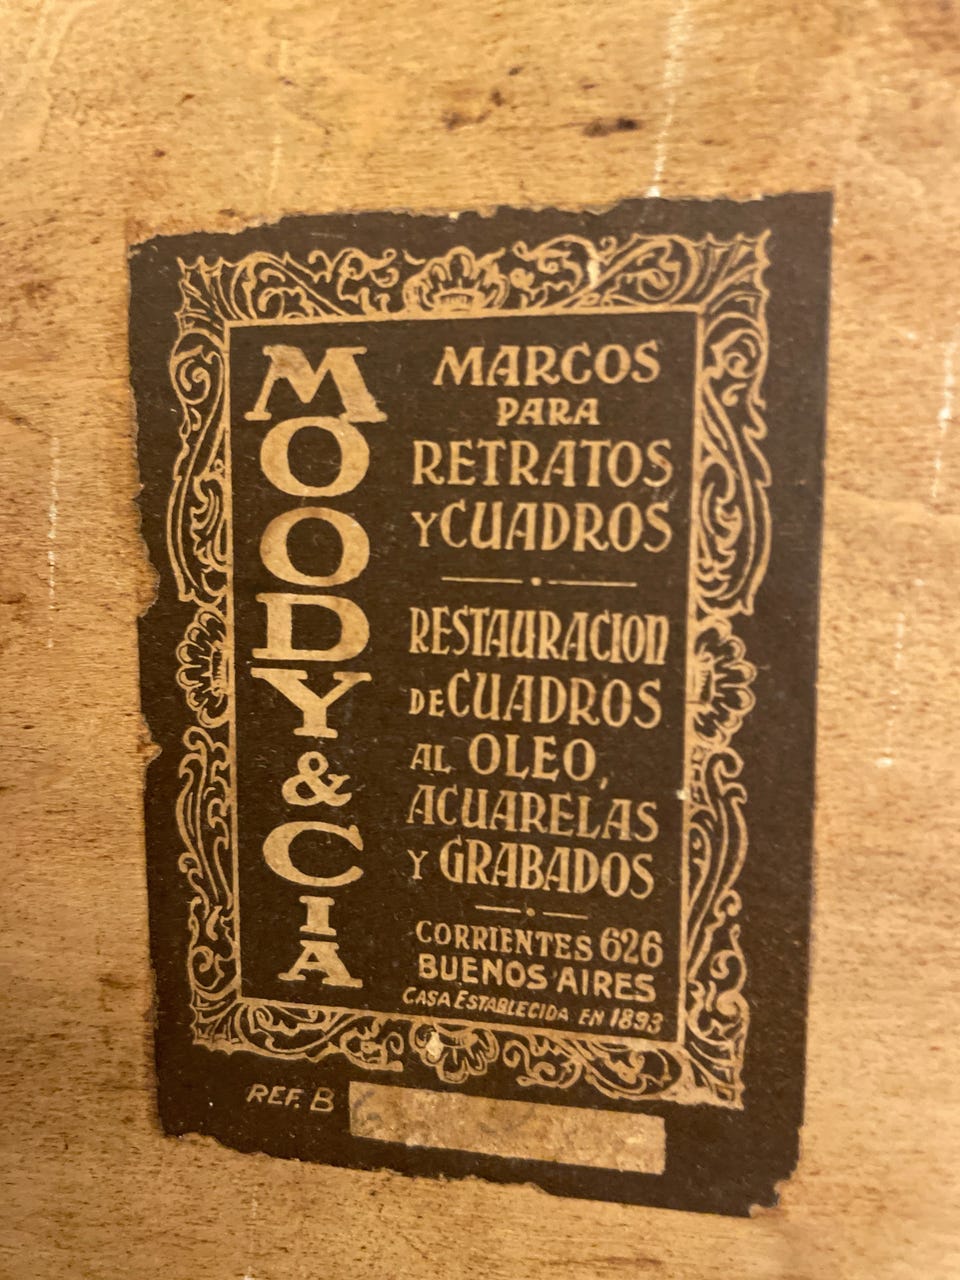 MOODY & CIA
MARCOS
PARA
RETRATOS
Y CUADROS
RESTAURACION
DE CUADROS
AL OLEO,
ACUARELAS
Y GRABADOS
CORRIENTES 626
BUENOS AIRES
CASA ESTABLECIDA EN 1893
REF. B